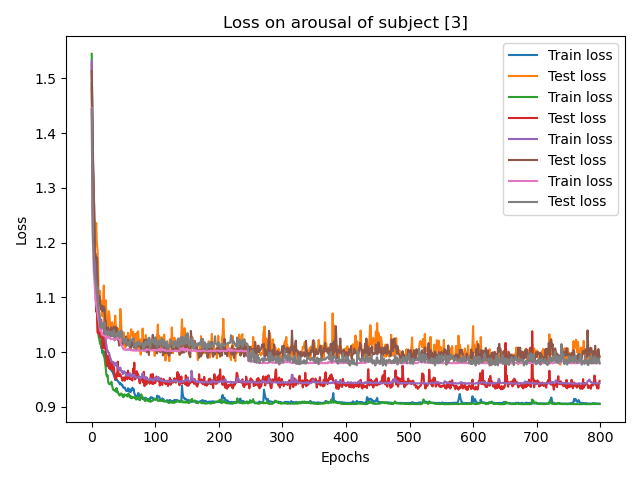 Loss on arousal of subject [3]
Train loss
Test loss
Train loss
Test loss
Train loss
Test loss
Train loss
Test loss
1.5
1.4
1.3
1.2
1.1
1.0
0.9
Loss
0 100 200 300 400 500 600 700 800
Epochs